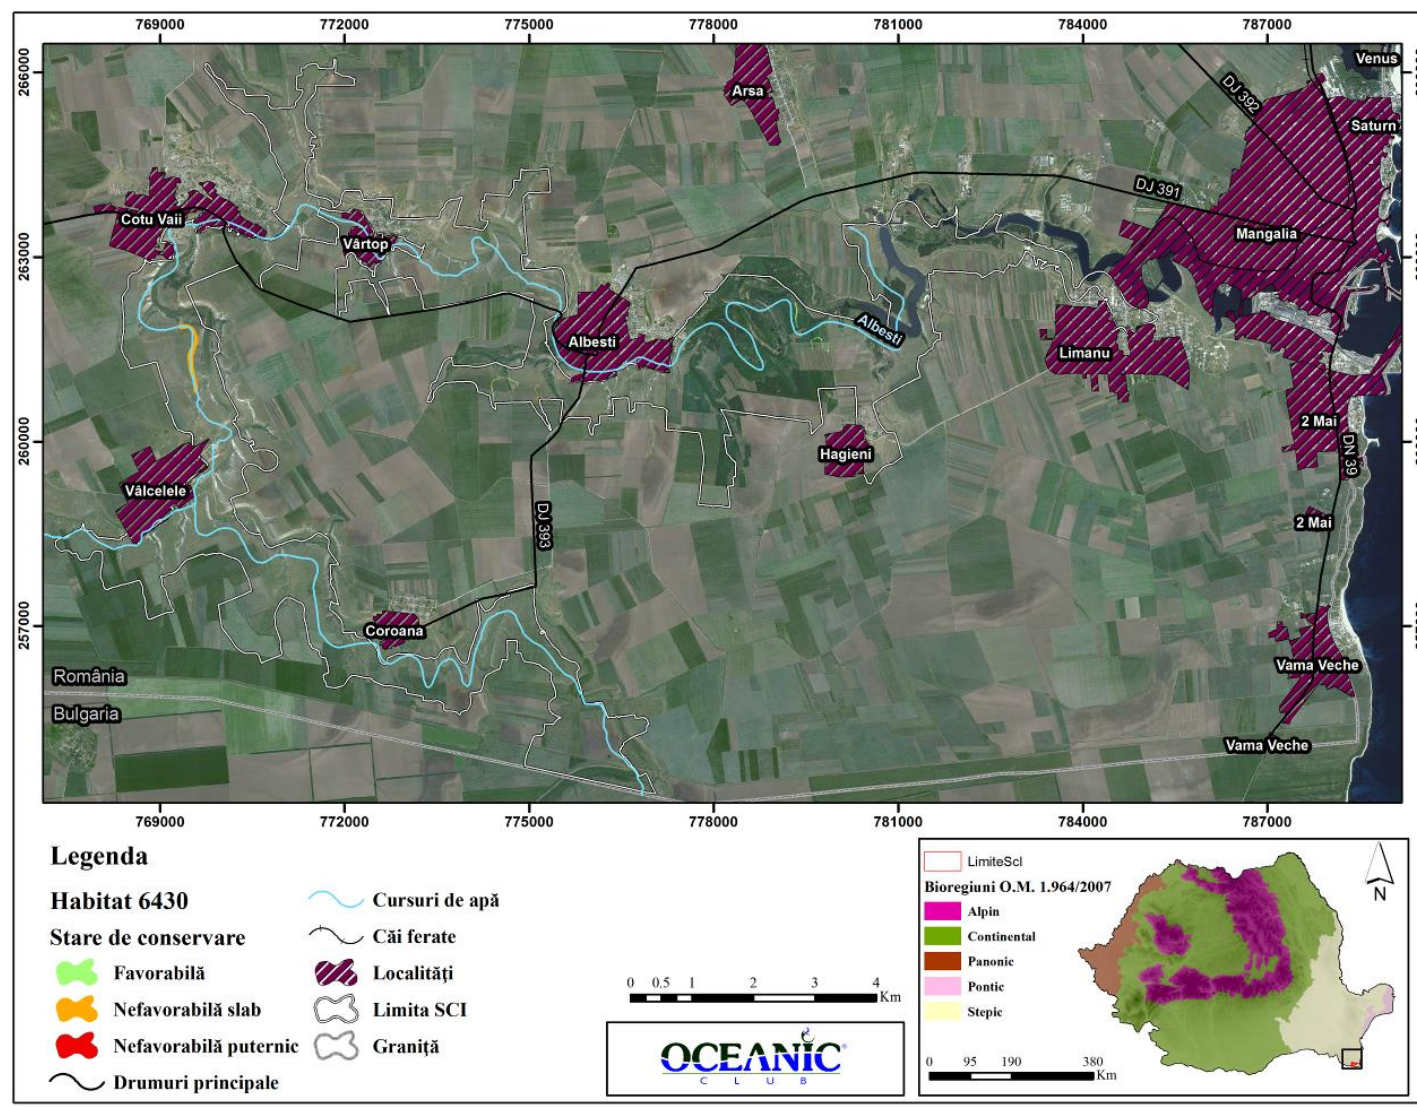 769000 772000 775000 778000 781000 784000 787000
266000
263000
260000
257000
Venus
Arsa
DJ 392
Saturn
DJ 391
Cotu Vaii
Vârtop
Mangalia
Albesti
Albesti
Limanu
2 Mai
Hagieni
DN 39
Vâlcelele
2 Mai
DJ 393
Coroana
Vama Veche
România
Bulgaria
Vama Veche
769000 772000 775000 778000 781000 784000 787000
Legenda
Habitat 6430
Stare de conservare
Favorabilă
Nefavorabilă slab
Nefavorabilă puternic
Drumuri principale
Cursuri de apă
Căi ferate
Localităţi
Limita SCI
Graniţă
0 0.5 1 2 3 4
Km
OCEANIC
CLUB
LimiteScI
Bioregiuni O.M. 1.964/2007
Alpin
Continental
Panonic
Pontic
Stepic
N
0 95 190 380
Km